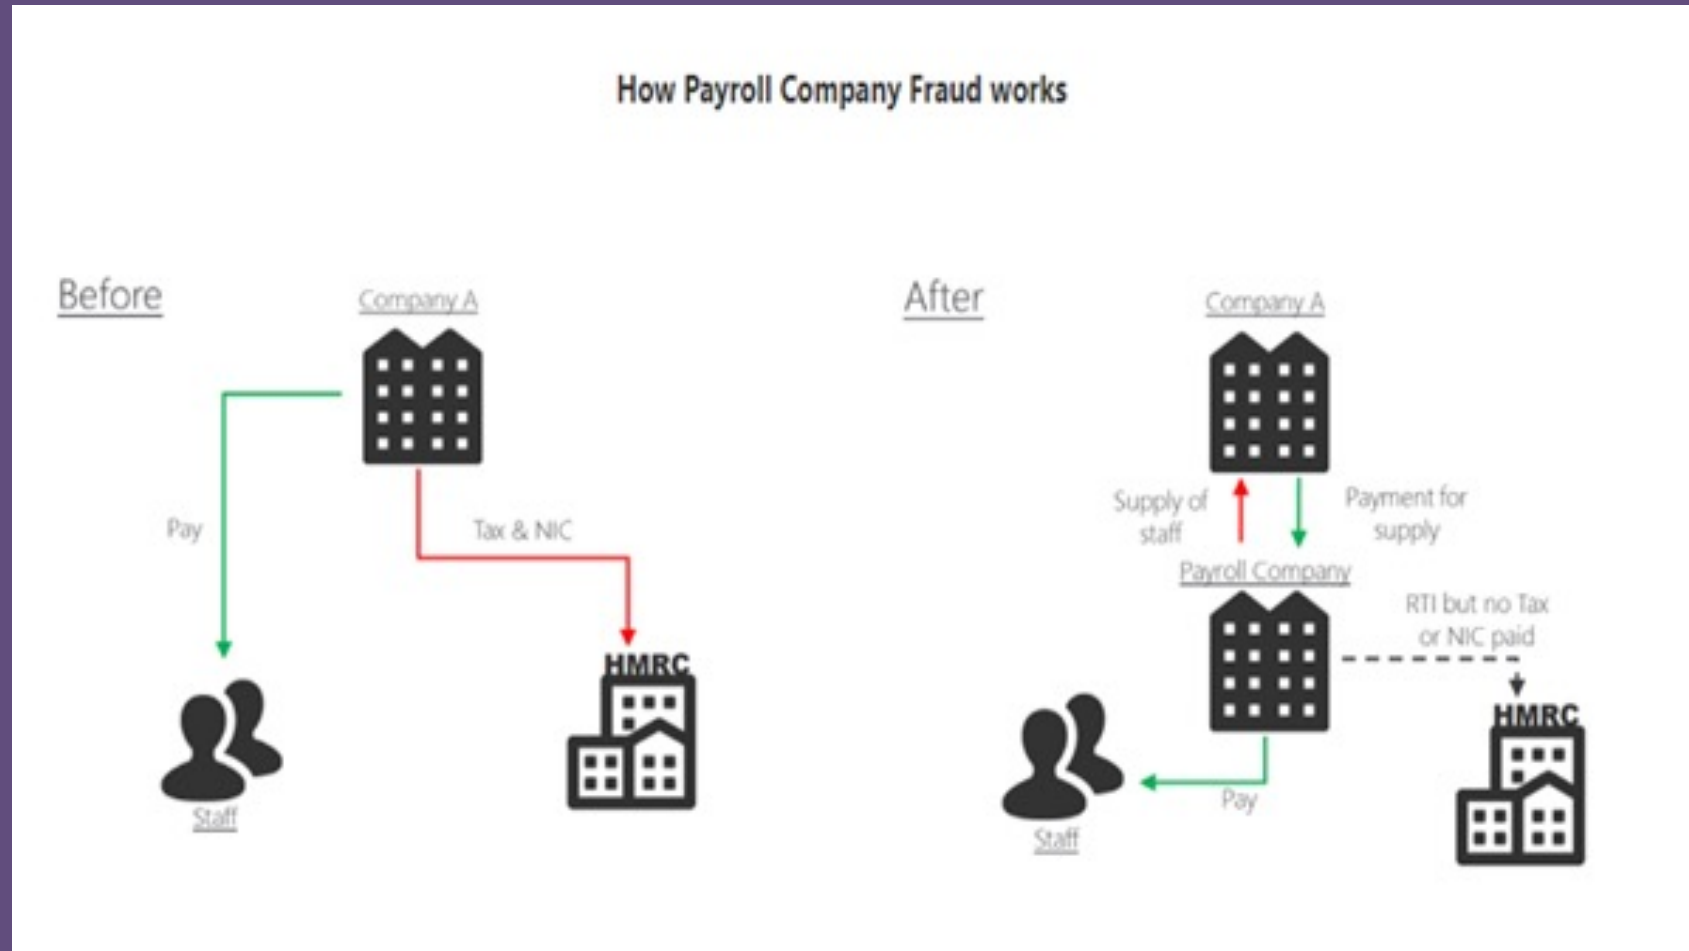 How Payroll Company Fraud works
Before
Company A
Pay
Tax & NIC
HMRC
Staff
After
Company A
Supply of
staff
Payment for
supply
Payroll Company
RTI but no Tax
or NIC paid
HMRC
Pay
Staff